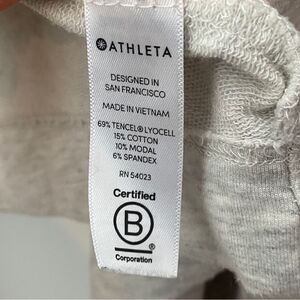 ATHLETA
DESIGNED IN
SAN FRANCISCO
MADE IN VIETNAM
69% TENCEL® LYOCELL
15% COTTON
10% MODAL
6% SPANDEX
RN 54023
Certified
B
®
Corporation